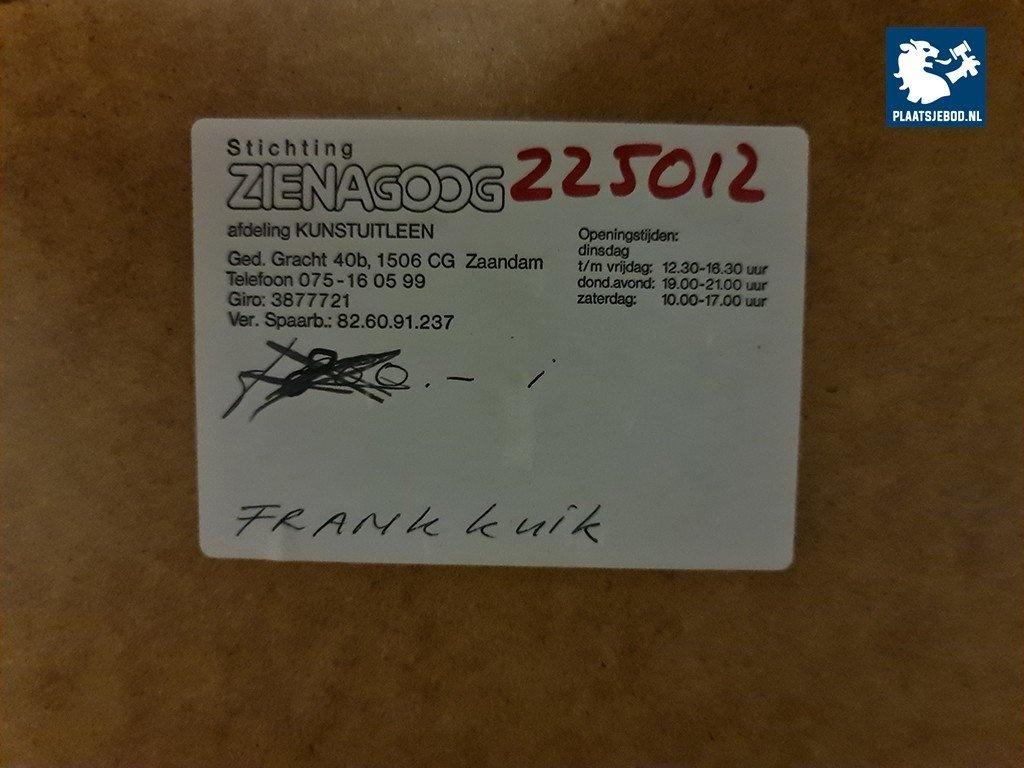 PLAATSJEBOD.NL
Stichting
ZIENAGOOG 225012
afdeling KUNSTUITLEEN
Ged. Gracht 40b, 1506 CG Zaandam
Telefoon 075-16 05 99
Giro: 3877721
Ver. Spaarb.: 82.60.91.237
Openingstijden:
dinsdag
t/m vrijdag: 12.30-16.30 uur
dond.avond: 19.00-21.00 uur
zaterdag: 10.00-17.00 uur
FRANK kuik